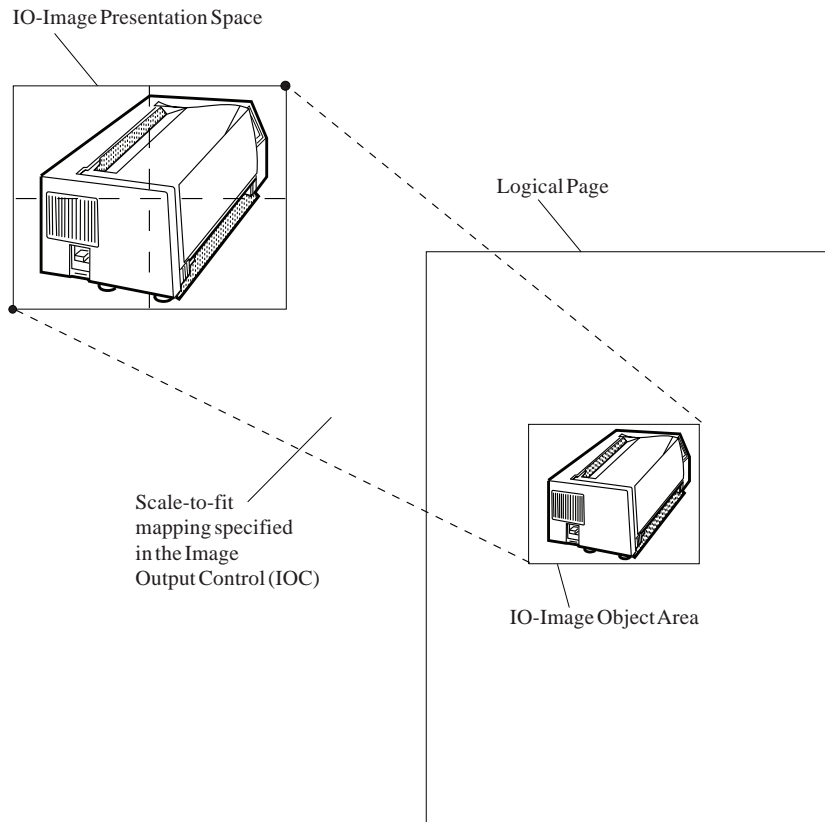 IO-Image Presentation Space
Logical Page
Scale-to-fit
mapping specified
in the Image
Output Control (IOC)
IO-Image Object Area